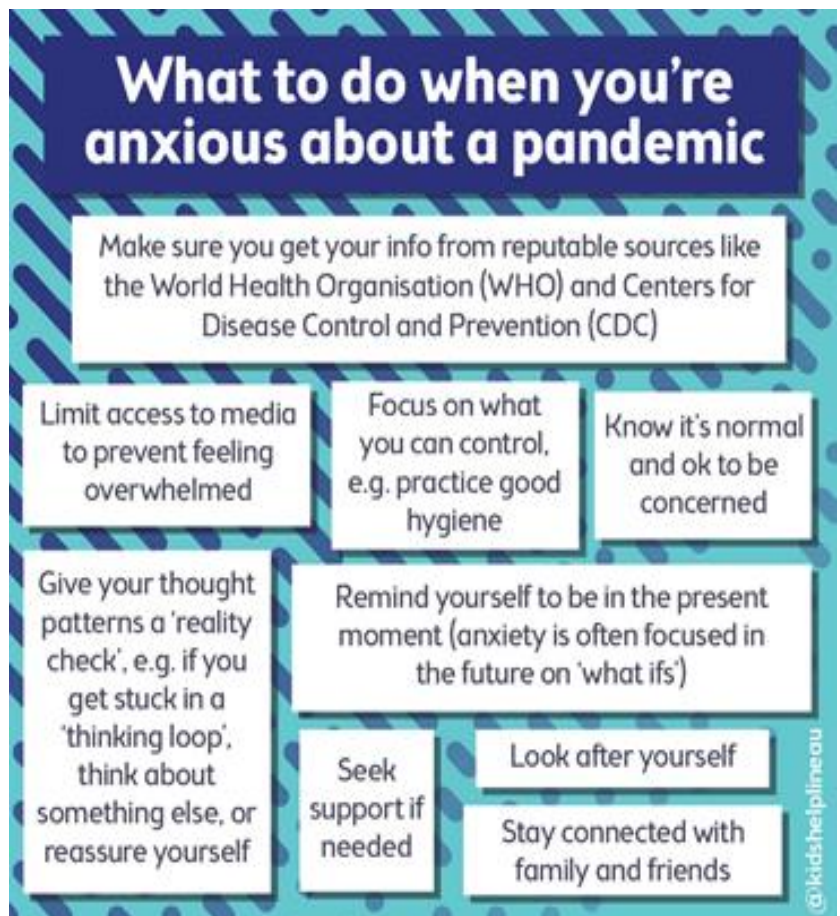 What to do when you're
anxious about a pandemic
Make sure you get your info from reputable sources like
the World Health Organisation (WHO) and Centers for
Disease Control and Prevention (CDC)
Limit access to media
to prevent feeling
overwhelmed
Focus on what
you can control,
e.g. practice good
hygiene
Know it's normal
and ok to be
concerned
Give your thought
patterns a 'reality
check', e.g. if you
get stuck in a
'thinking loop',
think about
something else, or
reassure yourself
Remind yourself to be in the present
moment (anxiety is often focused in
the future on 'what ifs')
Seek
support if
needed
Look after yourself
Stay connected with
family and friends
@kidshelplineau